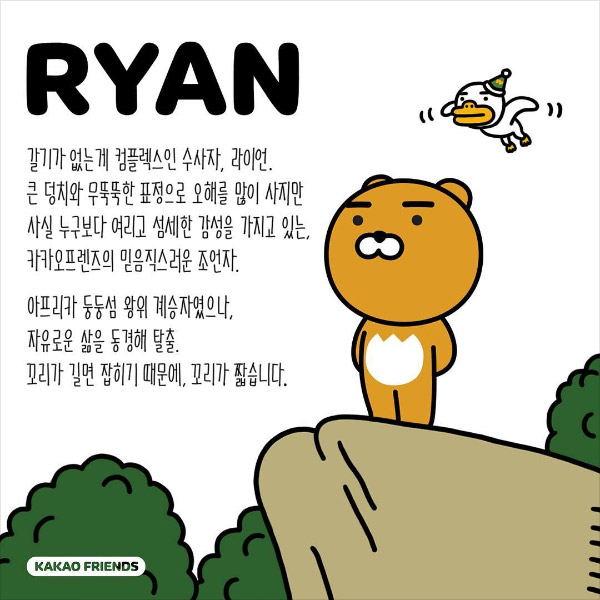 RYAN
갈기가 없는게 컴플렉스인 수사자, 라이언.
큰 덩치와 무뚝뚝한 표정으로 오해를 많이 사지만
사실 누구보다 여리고 섬세한 감성을 가지고 있는,
카카오프렌즈의 믿음직스러운 조언자.
아프리카 둥둥섬 왕위 계승자였으나,
자유로운 삶을 동경해 탈출.
꼬리가 길면 잡히기 때문에, 꼬리가 짧습니다.
KAKAO FRIENDS